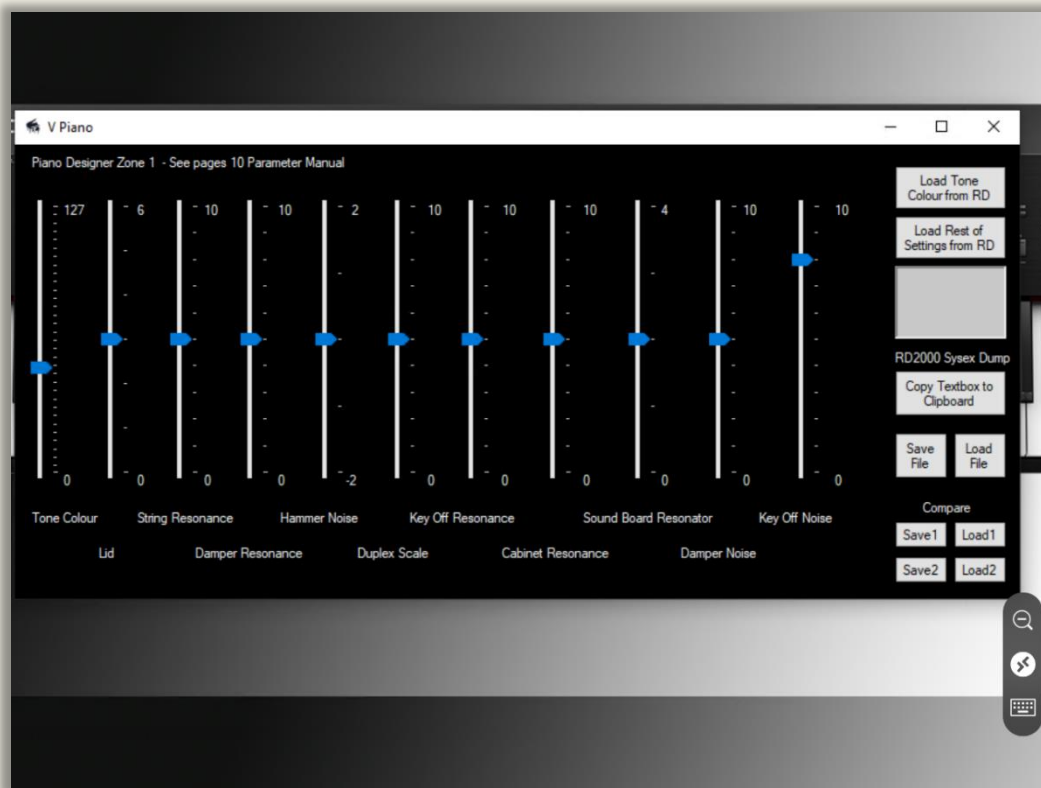 V Piano
Piano Designer Zone 1 - See pages 10 Parameter Manual
127 6 10 10 2 10 10 10 4 10 10
0 0 0 0 -2 0 0 0 0 0 0
Tone Colour String Resonance Hammer Noise Key Off Resonance Sound Board Resonator Key Off Noise
Lid Damper Resonance Duplex Scale Cabinet Resonance Damper Noise
Load Tone
Colour from RD
Load Rest of
Settings from RD
RD2000 Sysex Dump
Copy Textbox to
Clipboard
Save
File
Load
File
Compare
Save1 Load1
Save2 Load2